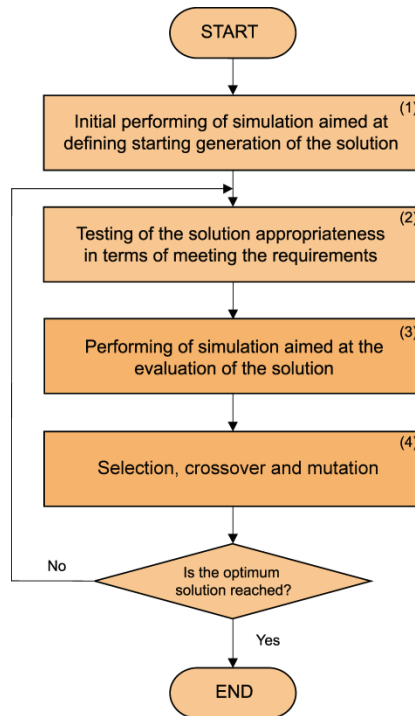 START
(1)
Initial performing of simulation aimed at
defining starting generation of the solution
(2)
Testing of the solution appropriateness
in terms of meeting the requirements
(3)
Performing of simulation aimed at the
evaluation of the solution
(4)
Selection, crossover and mutation
Is the optimum
solution reached?
No
Yes
END